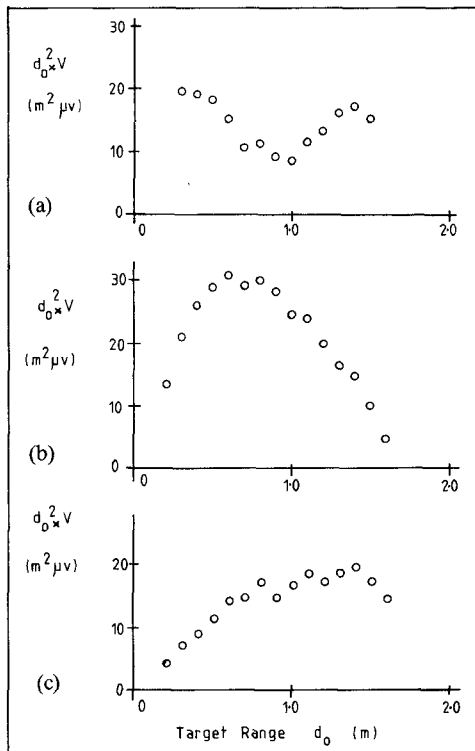 30
d₀² × V
(m² μv)
20
10
(a)
0
0
1·0
2·0
30
d₀² × V
20
(m² μv)
10
(b)
0
0
1·0
2·0
d₀² × V
(m² μv)
20
10
(c)
0
0
1·0
2·0
Target Range d₀ (m)